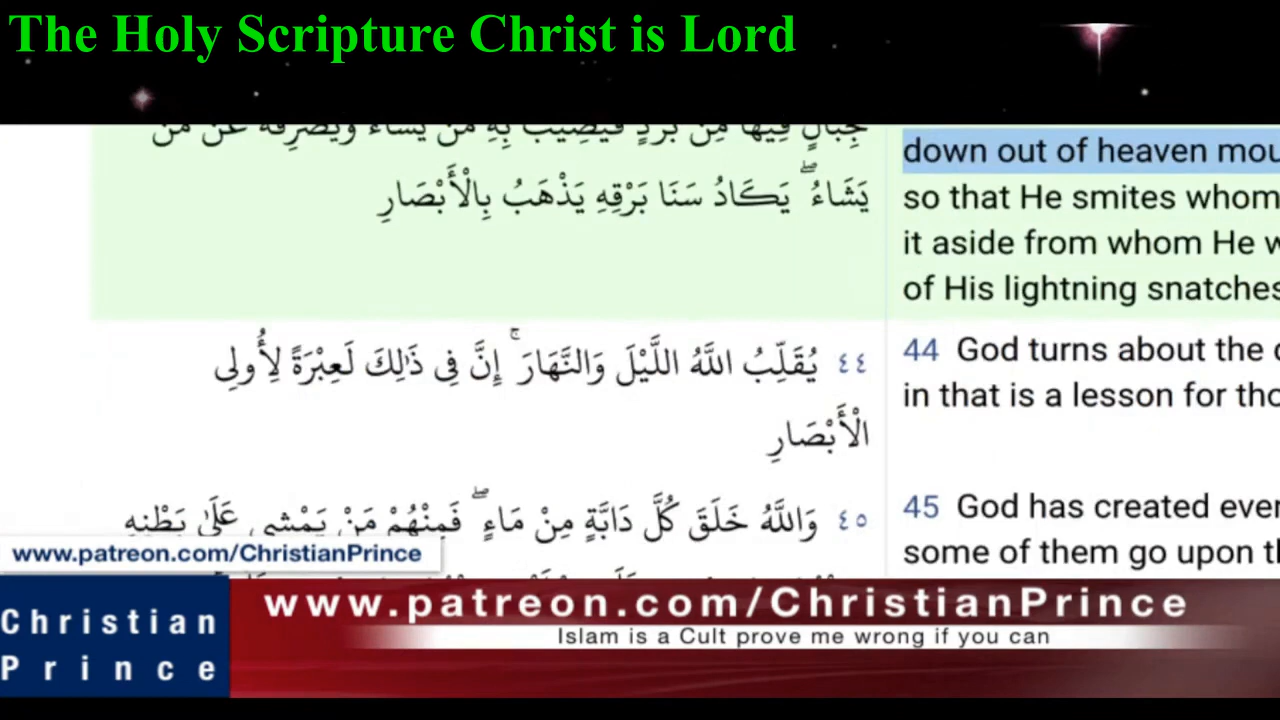 The Holy Scripture Christ is Lord
جِبَالٍ فِيهَا مِنْ بَرَدٍ فَيُصِيبُ بِهِ مَنْ يَشَاءُ وَيَصْرِفُهُ عَنْ مَنْ
يَشَاءُ ۖ يَكَادُ سَنَا بَرْقِهِ يَذْهَبُ بِالْأَبْصَارِ
٤٤ يُقَلِّبُ اللَّهُ اللَّيْلَ وَالنَّهَارَ ۚ إِنَّ فِى ذَٰلِكَ لَعِبْرَةً لِأُولِى
الْأَبْصَارِ
٤٥ وَاللَّهُ خَلَقَ كُلَّ دَابَّةٍ مِنْ مَاءٍ ۖ فَمِنْهُمْ مَنْ يَمْشِى عَلَىٰ بَطْنِهِ
down out of heaven mou
so that He smites whom
it aside from whom He w
of His lightning snatches
44 God turns about the
in that is a lesson for tho
45 God has created ever
some of them go upon t
www.patreon.com/ChristianPrince
Christian
Prince
www.patreon.com/ChristianPrince
Islam is a Cult prove me wrong if you can